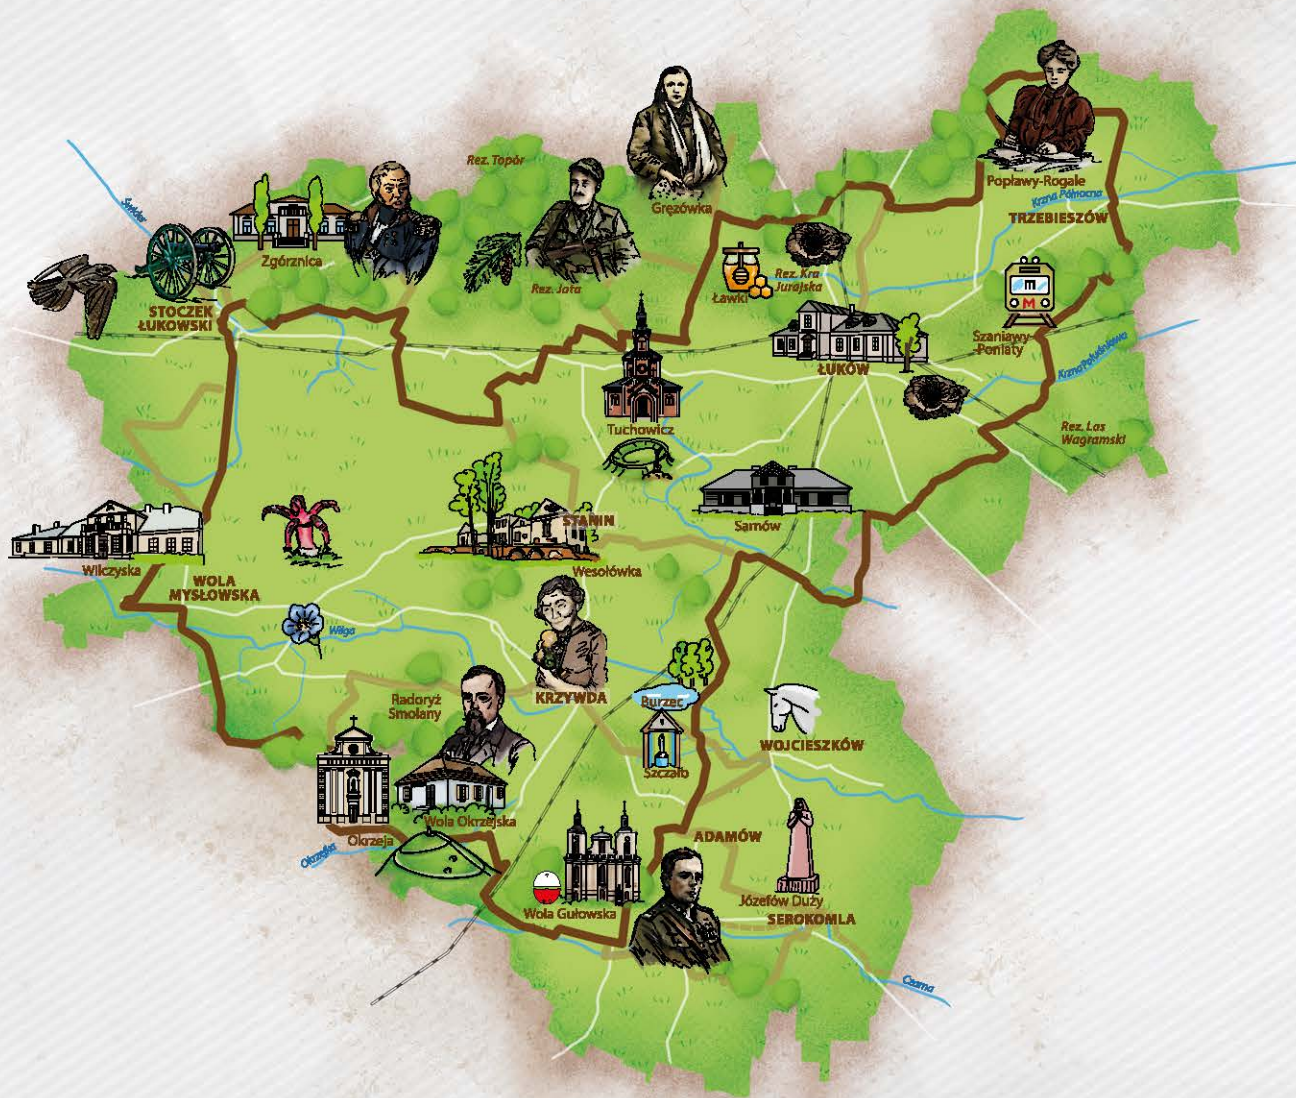 Popławy-Rogale
Krzna Północna
TRZEBIESZÓW
Rez. Topór
Gręzówka
Świder
Zgórznica
Rez. Kra
Jurajska
Ławki
Rez. Jata
M
STOCZEK
ŁUKOWSKI
Szaniawy-
Poniaty
Krzna Południowa
ŁUKÓW
Tuchowicz
Rez. Las
Wagramski
STANIN
Sarnów
Wilczyska
Wesołówka
WOLA
MYSŁOWSKA
Wilga
KRZYWDA
Radoryż
Smolany
Burzec
WOJCIESZKÓW
Szczałb
Wola Okrzejska
Okrzeja
Okrzejka
ADAMÓW
Józefów Duży
Wola Gułowska
SEROKOMLA
Czarna